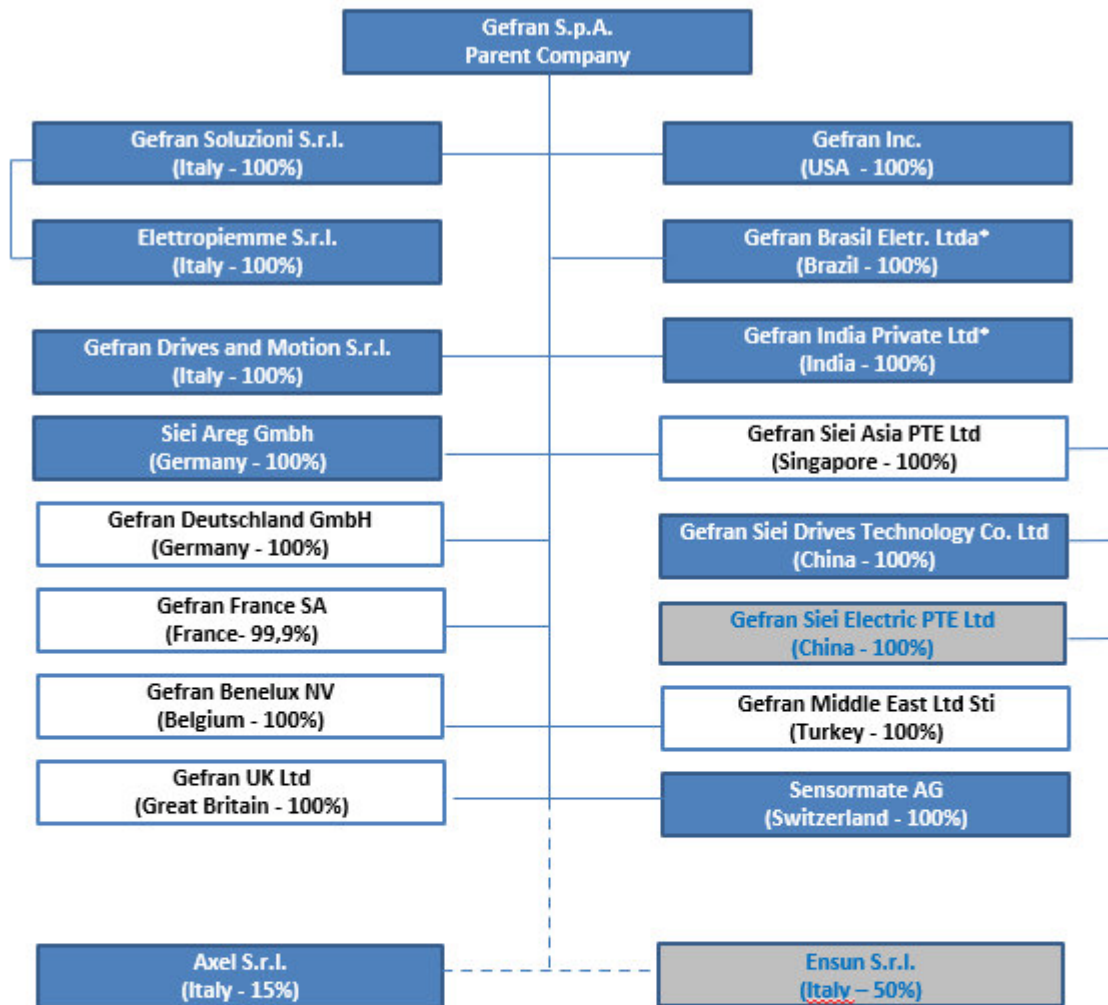 Gefran S.p.A.
Parent Company
Gefran Soluzioni S.r.l.
(Italy - 100%)
Gefran Inc.
(USA - 100%)
Elettropiemme S.r.l.
(Italy - 100%)
Gefran Brasil Eletr. Ltda*
(Brazil - 100%)
Gefran Drives and Motion S.r.l.
(Italy - 100%)
Gefran India Private Ltd*
(India - 100%)
Siei Areg Gmbh
(Germany - 100%)
Gefran Siei Asia PTE Ltd
(Singapore - 100%)
Gefran Deutschland GmbH
(Germany - 100%)
Gefran Siei Drives Technology Co. Ltd
(China - 100%)
Gefran France SA
(France- 99,9%)
Gefran Siei Electric PTE Ltd
(China - 100%)
Gefran Benelux NV
(Belgium - 100%)
Gefran Middle East Ltd Sti
(Turkey - 100%)
Gefran UK Ltd
(Great Britain - 100%)
Sensormate AG
(Switzerland - 100%)
Axel S.r.l.
(Italy - 15%)
Ensun S.r.l.
(Italy – 50%)